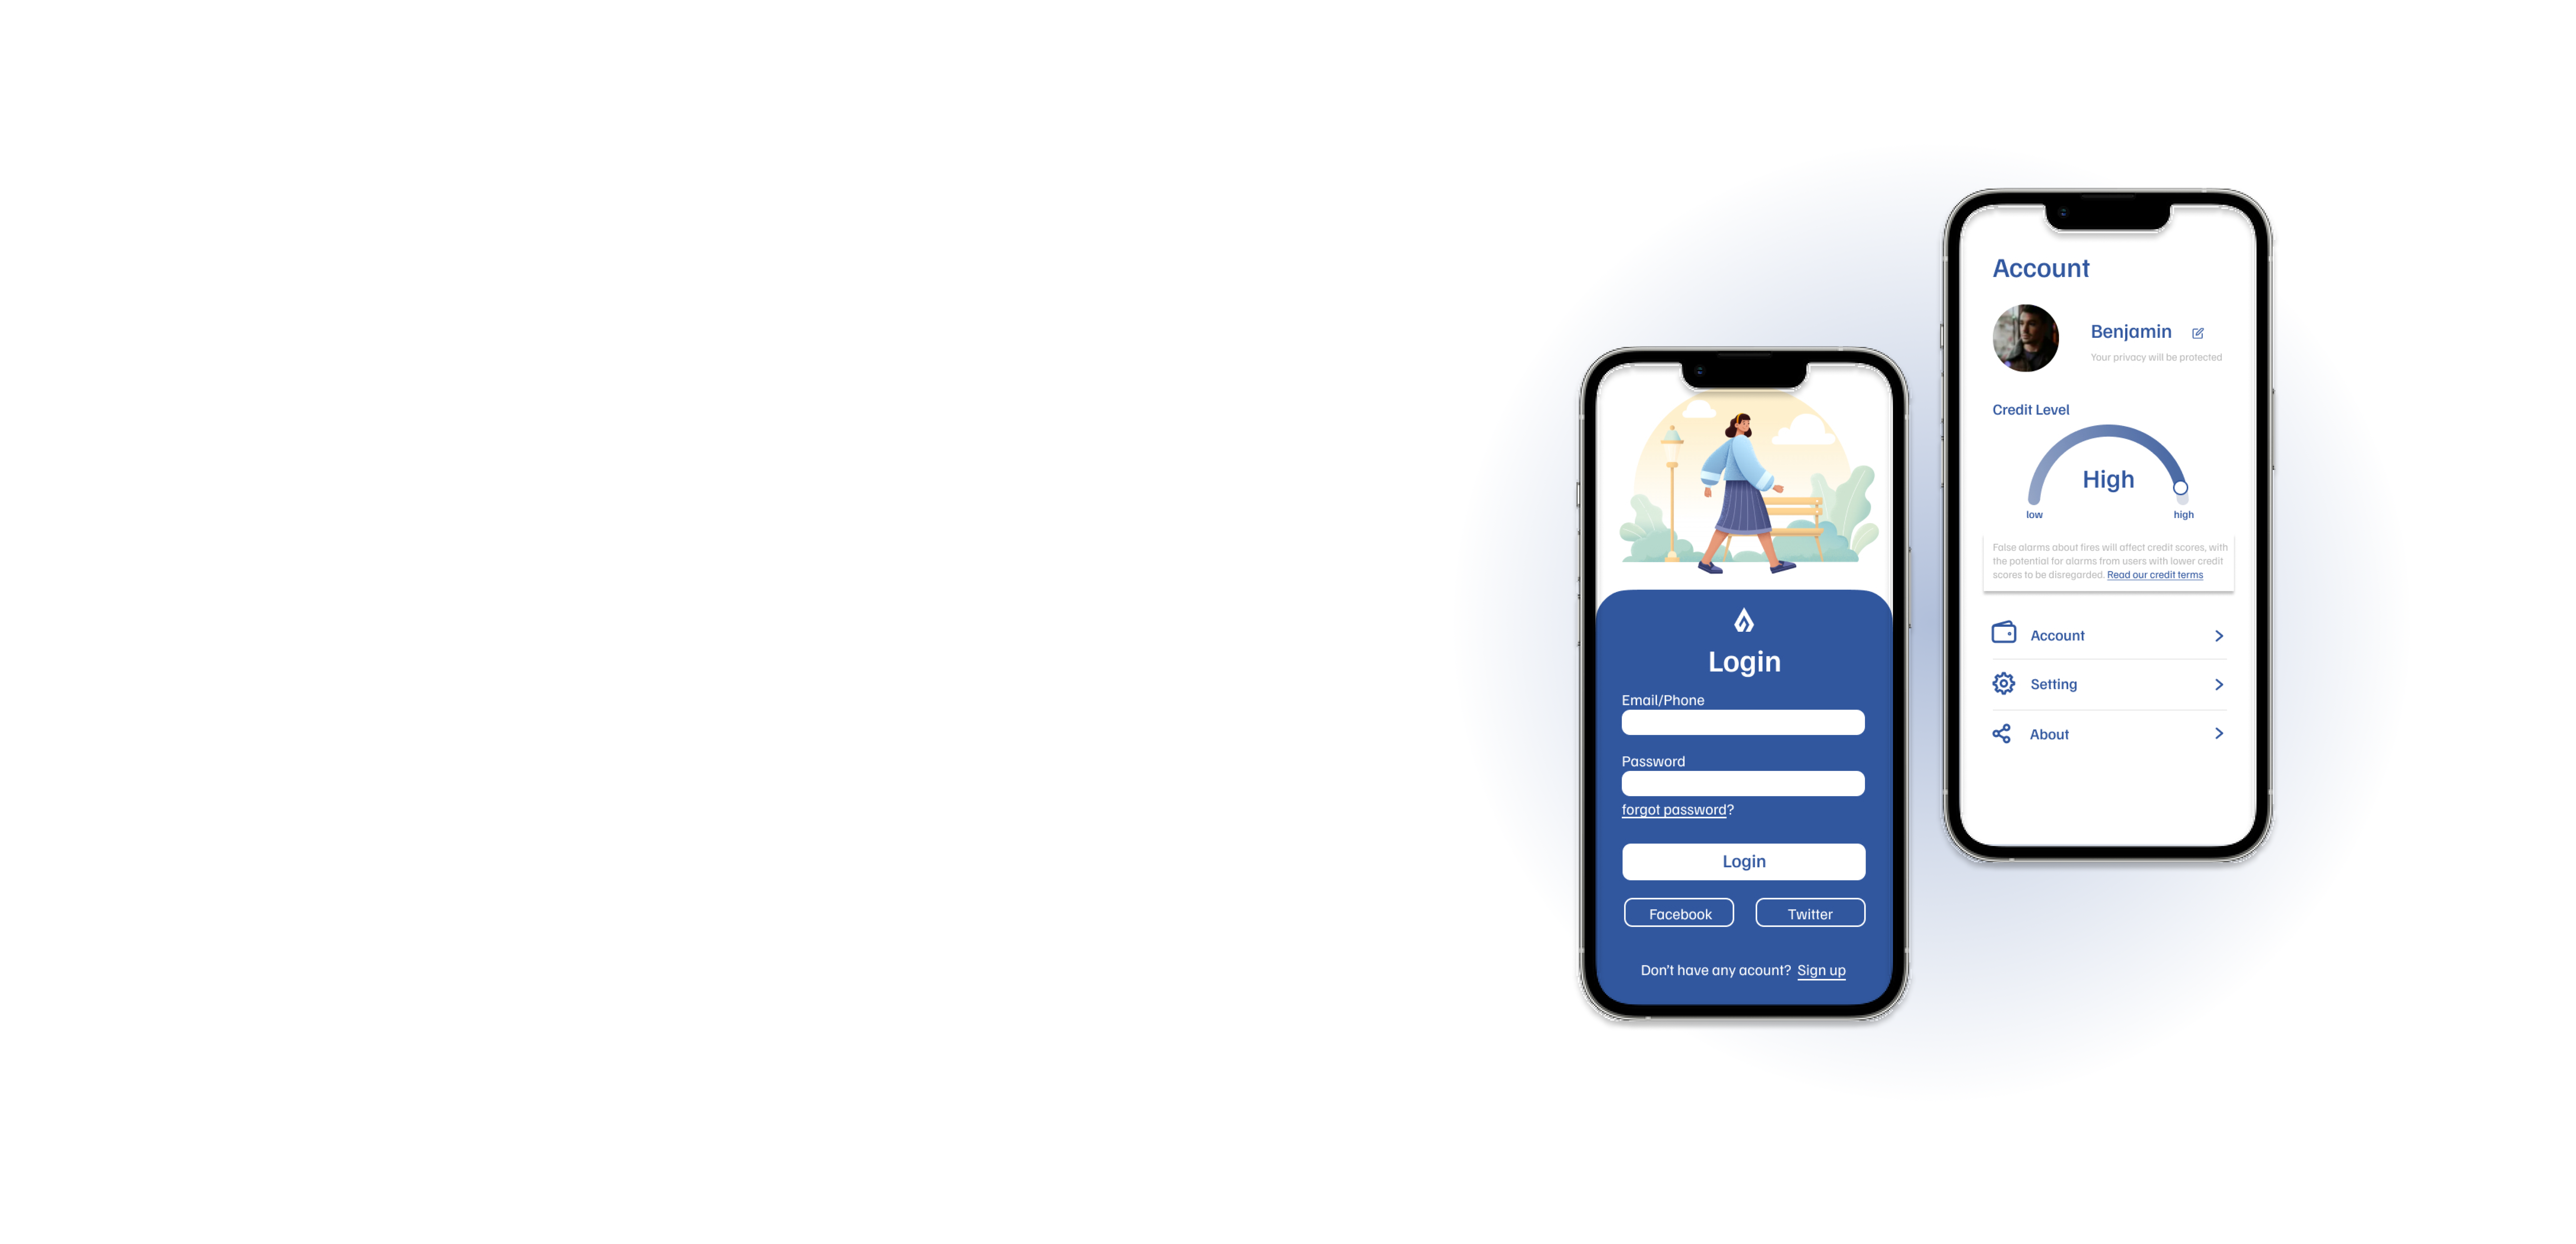 Login
Email/Phone
Password
forgot password?
Login
Facebook
Twitter
Don't have any acount? Sign up
Account
Benjamin
Your privacy will be protected
Credit Level
High
low
high
False alarms about fires will affect credit scores, with
the potential for alarms from users with lower credit
scores to be disregarded. Read our credit terms
Account
Setting
About